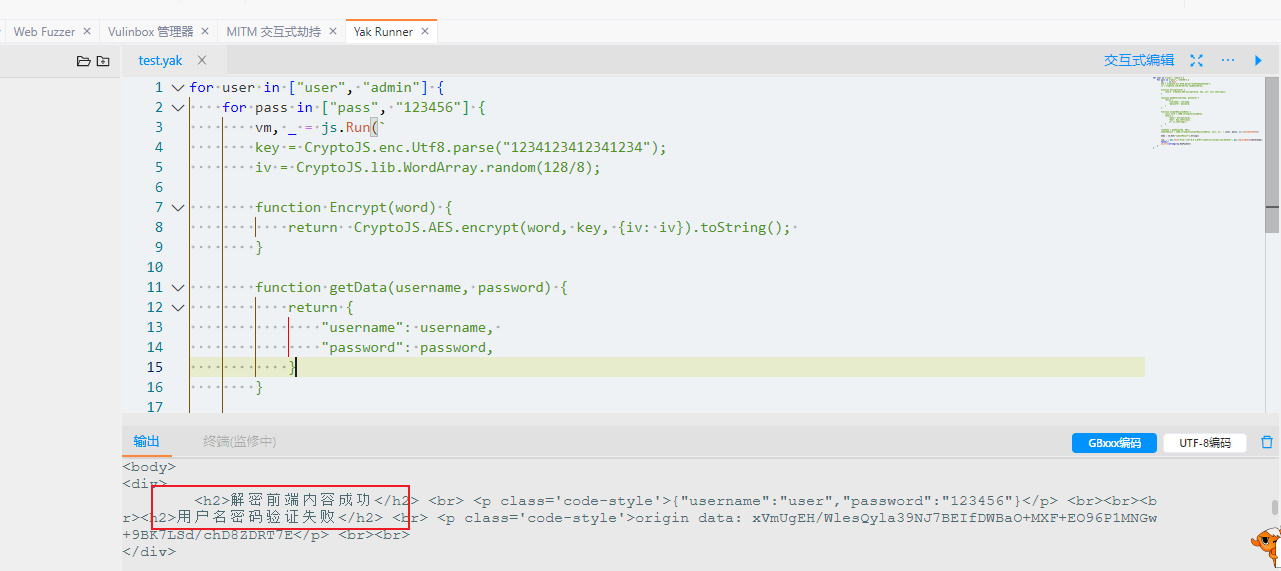 Web Fuzzer × Vulinbox 管理器 × MITM 交互式劫持 × Yak Runner ×
test.yak × 交互式编辑 ···
1 for user in ["user", "admin"] {
2 for pass in ["pass", "123456"] {
3 vm, _ = js.Run(`
4 key = CryptoJS.enc.Utf8.parse("1234123412341234");
5 iv = CryptoJS.lib.WordArray.random(128/8);
6
7 function Encrypt(word) {
8 return CryptoJS.AES.encrypt(word, key, {iv: iv}).toString();
9 }
10
11 function getData(username, password) {
12 return {
13 "username": username,
14 "password": password,
15 }
16 }
17
输出 终端(监修中) GBxxx编码 UTF-8编码
<body>
<div>
<h2>解密前端内容成功</h2> <br> <p class='code-style'>{"username":"user","password":"123456"}</p> <br><br><b
r><h2>用户名密码验证失败</h2> <br> <p class='code-style'>origin data: xVmUgEH/WlesQyla39NJ7BEIfDWBaO+MXF+EO96P1MNGw
+9BK7LSd/chD8ZDRT7E</p> <br><br>
</div>